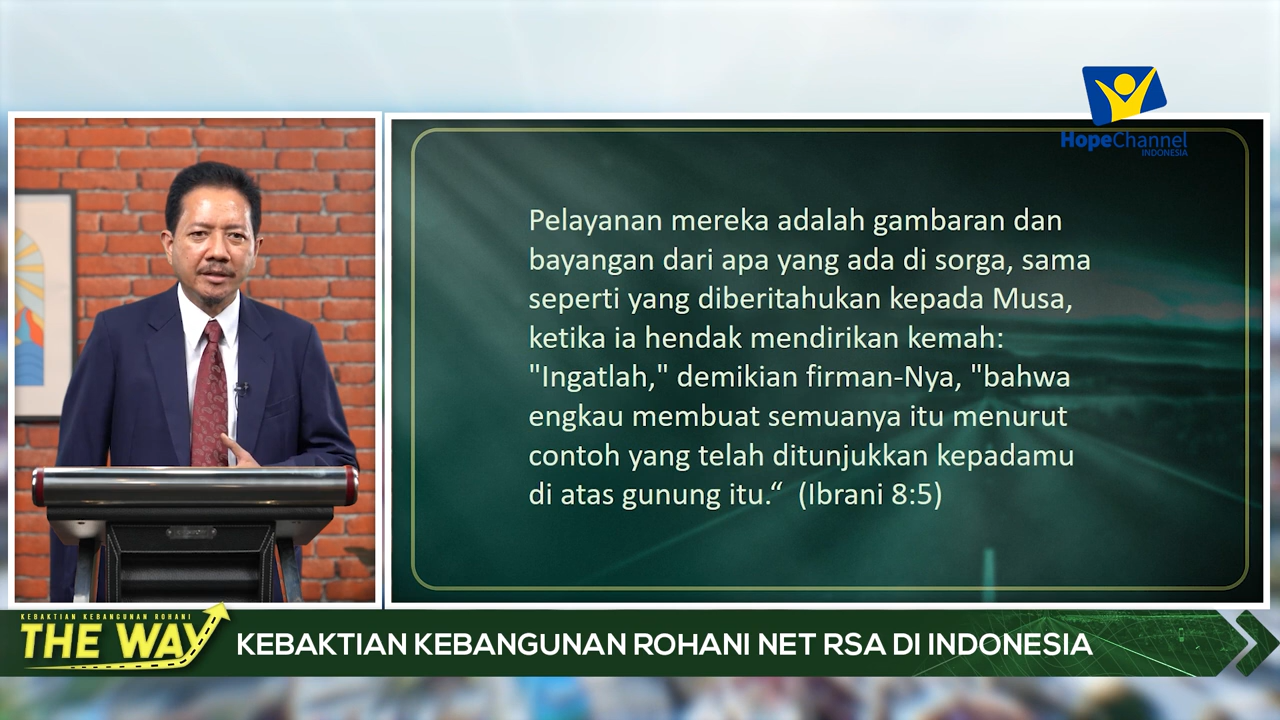 HopeChannel
INDONESIA
Pelayanan mereka adalah gambaran dan
bayangan dari apa yang ada di sorga, sama
seperti yang diberitahukan kepada Musa,
ketika ia hendak mendirikan kemah:
"Ingatlah," demikian firman-Nya, "bahwa
engkau membuat semuanya itu menurut
contoh yang telah ditunjukkan kepadamu
di atas gunung itu.“ (Ibrani 8:5)
KEBAKTIAN KEBANGUNAN ROHANI
THE WAY
KEBAKTIAN KEBANGUNAN ROHANI NET RSA DI INDONESIA